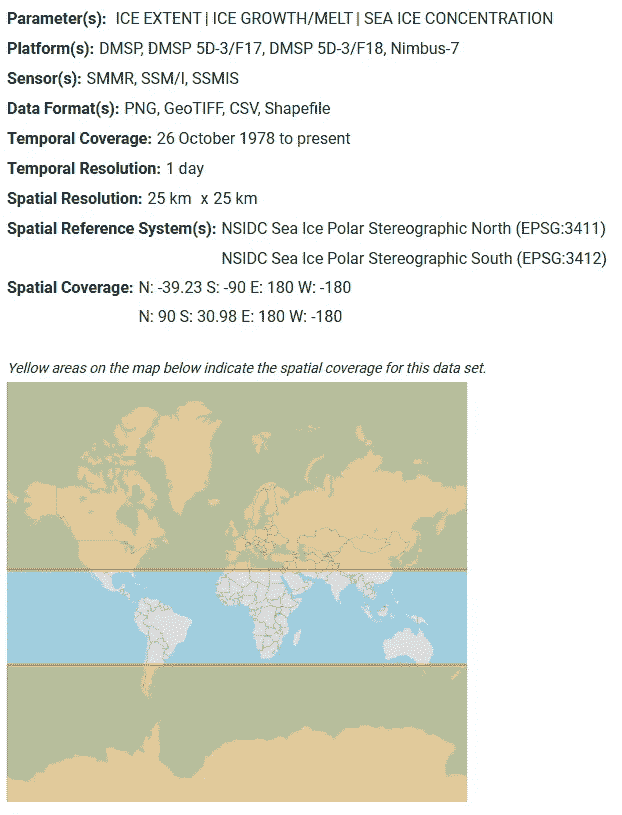 Parameter(s): ICE EXTENT | ICE GROWTH/MELT | SEA ICE CONCENTRATION
Platform(s): DMSP, DMSP 5D-3/F17, DMSP 5D-3/F18, Nimbus-7
Sensor(s): SMMR, SSM/I, SSMIS
Data Format(s): PNG, GeoTIFF, CSV, Shapefile
Temporal Coverage: 26 October 1978 to present
Temporal Resolution: 1 day
Spatial Resolution: 25 km x 25 km
Spatial Reference System(s): NSIDC Sea Ice Polar Stereographic North (EPSG:3411)
NSIDC Sea Ice Polar Stereographic South (EPSG:3412)
Spatial Coverage: N: -39.23 S: -90 E: 180 W: -180
N: 90 S: 30.98 E: 180 W: -180
Yellow areas on the map below indicate the spatial coverage for this data set.